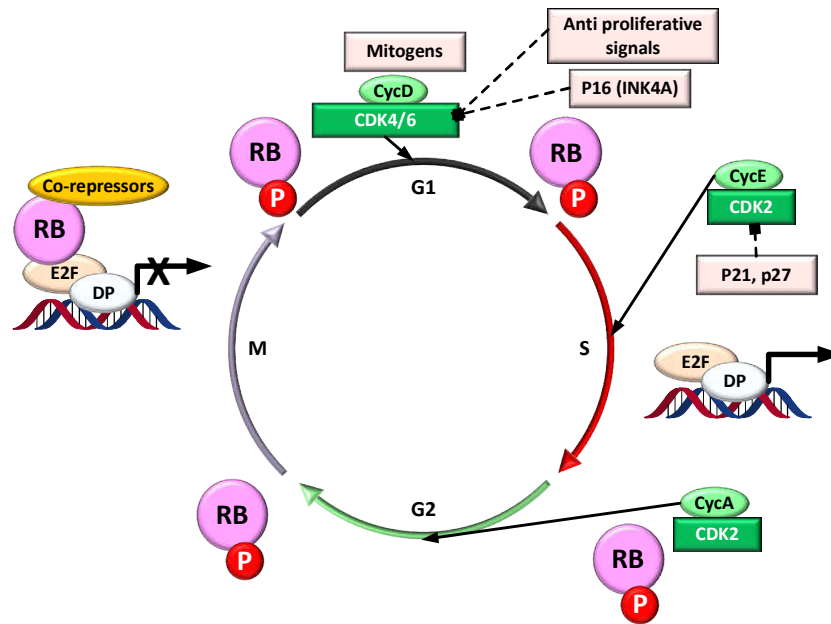 Mitogens
Anti proliferative
signals
P16 (INK4A)
CycD
CDK4/6
RB
P
G1
RB
P
Co-repressors
RB
E2F
DP
X
CycE
CDK2
P21, p27
M
S
E2F
DP
G2
RB
P
CycA
CDK2
RB
P